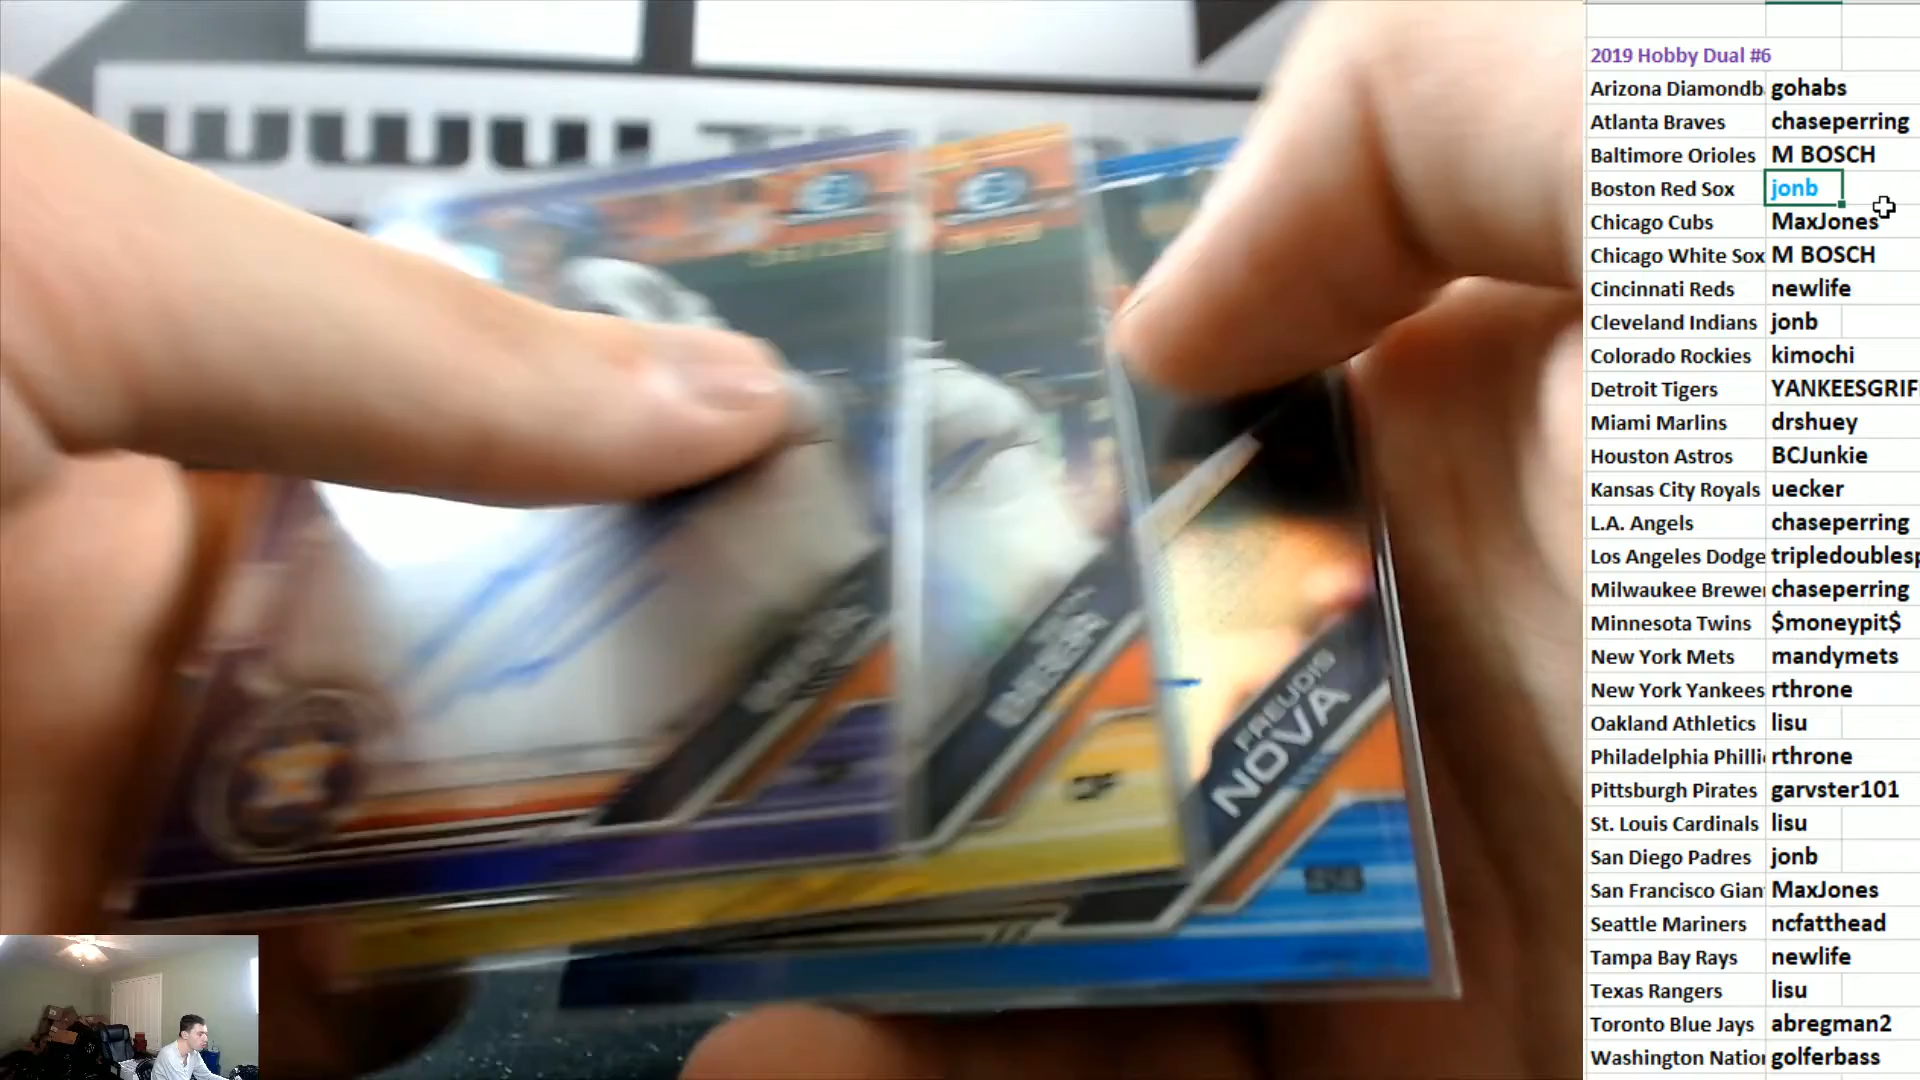 2019 Hobby Dual #6
Arizona Diamondb gohabs
Atlanta Braves chaseperring
Baltimore Orioles M BOSCH
Boston Red Sox jonb
Chicago Cubs MaxJones
Chicago White Sox M BOSCH
Cincinnati Reds newlife
Cleveland Indians jonb
Colorado Rockies kimochi
Detroit Tigers YANKEESGRIF
Miami Marlins drshuey
Houston Astros BCJunkie
Kansas City Royals uecker
L.A. Angels chaseperring
Los Angeles Dodge tripledoublesp
Milwaukee Brewer chaseperring
Minnesota Twins $moneypit$
New York Mets mandymets
New York Yankees rthrone
Oakland Athletics lisu
Philadelphia Philli rthrone
Pittsburgh Pirates garvster101
St. Louis Cardinals lisu
San Diego Padres jonb
San Francisco Gian MaxJones
Seattle Mariners ncfatthead
Tampa Bay Rays newlife
Texas Rangers lisu
Toronto Blue Jays abregman2
Washington Natio golferbass
www
FREUDIS
NOVA
OF